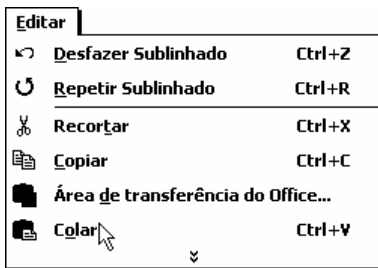 Editar
Desfazer Sublinhado Ctrl+Z
Repetir Sublinhado Ctrl+R
Recortar Ctrl+X
Copiar Ctrl+C
Área de transferência do Office...
Colar Ctrl+V